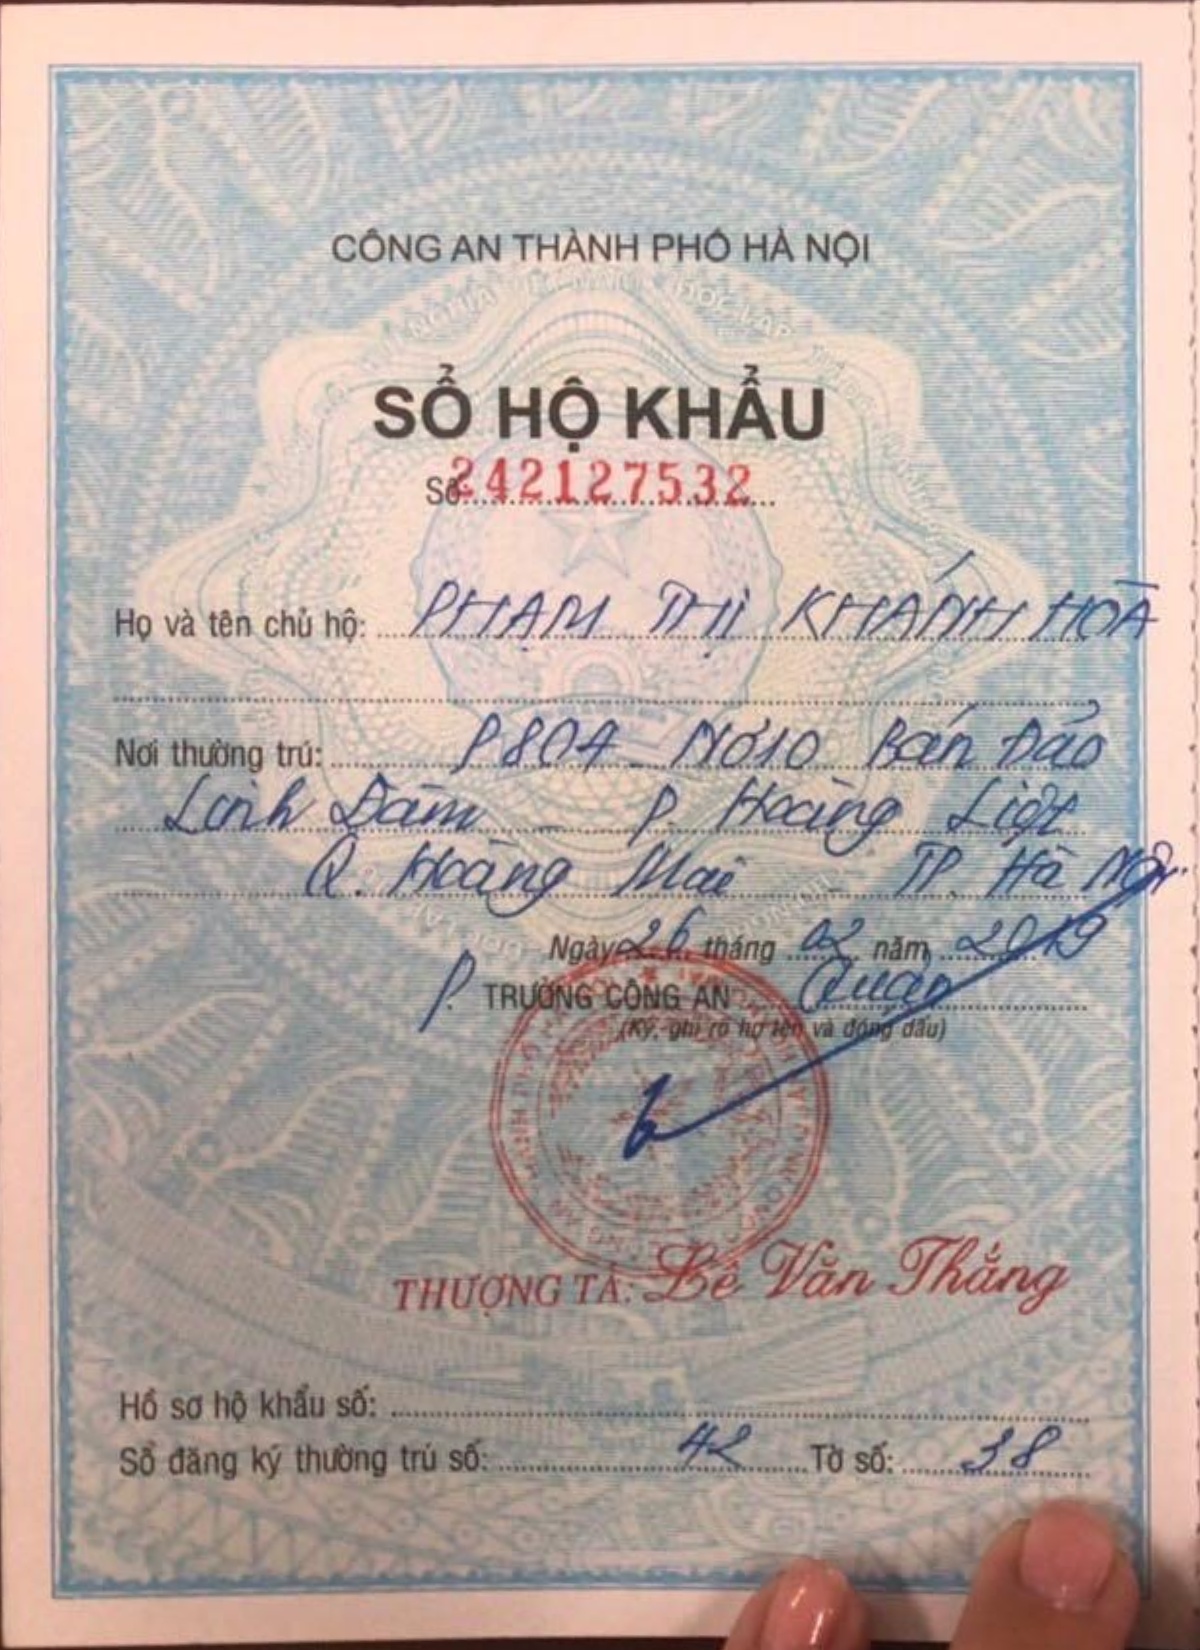 CÔNG AN THÀNH PHỐ HÀ NỘI
SỔ HỘ KHẨU
Số 242127532
Họ và tên chủ hộ: PHẠM THỊ KHÁNH HOÀ
Nơi thường trú: P804 NƠ10 Bán Đảo
Linh Đàm - P. Hoàng Liệt
Q. Hoàng Mai - TP. Hà Nội
Ngày 26 tháng 02 năm 2019
P. TRƯỞNG CÔNG AN Quận
(Ký, ghi rõ họ tên và đóng dấu)
THƯỢNG TÁ: Lê Văn Thắng
Hồ sơ hộ khẩu số:
Sổ đăng ký thường trú số: 42 Tờ số: 38